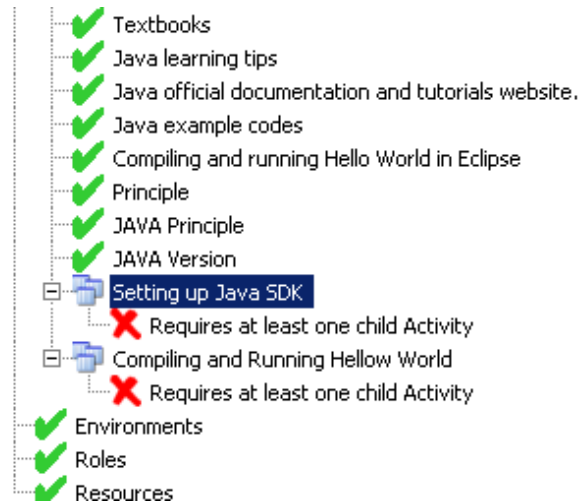 Textbooks
Java learning tips
Java official documentation and tutorials website.
Java example codes
Compiling and running Hello World in Eclipse
Principle
JAVA Principle
JAVA Version
Setting up Java SDK
Requires at least one child Activity
Compiling and Running Hellow World
Requires at least one child Activity
Environments
Roles
Resources